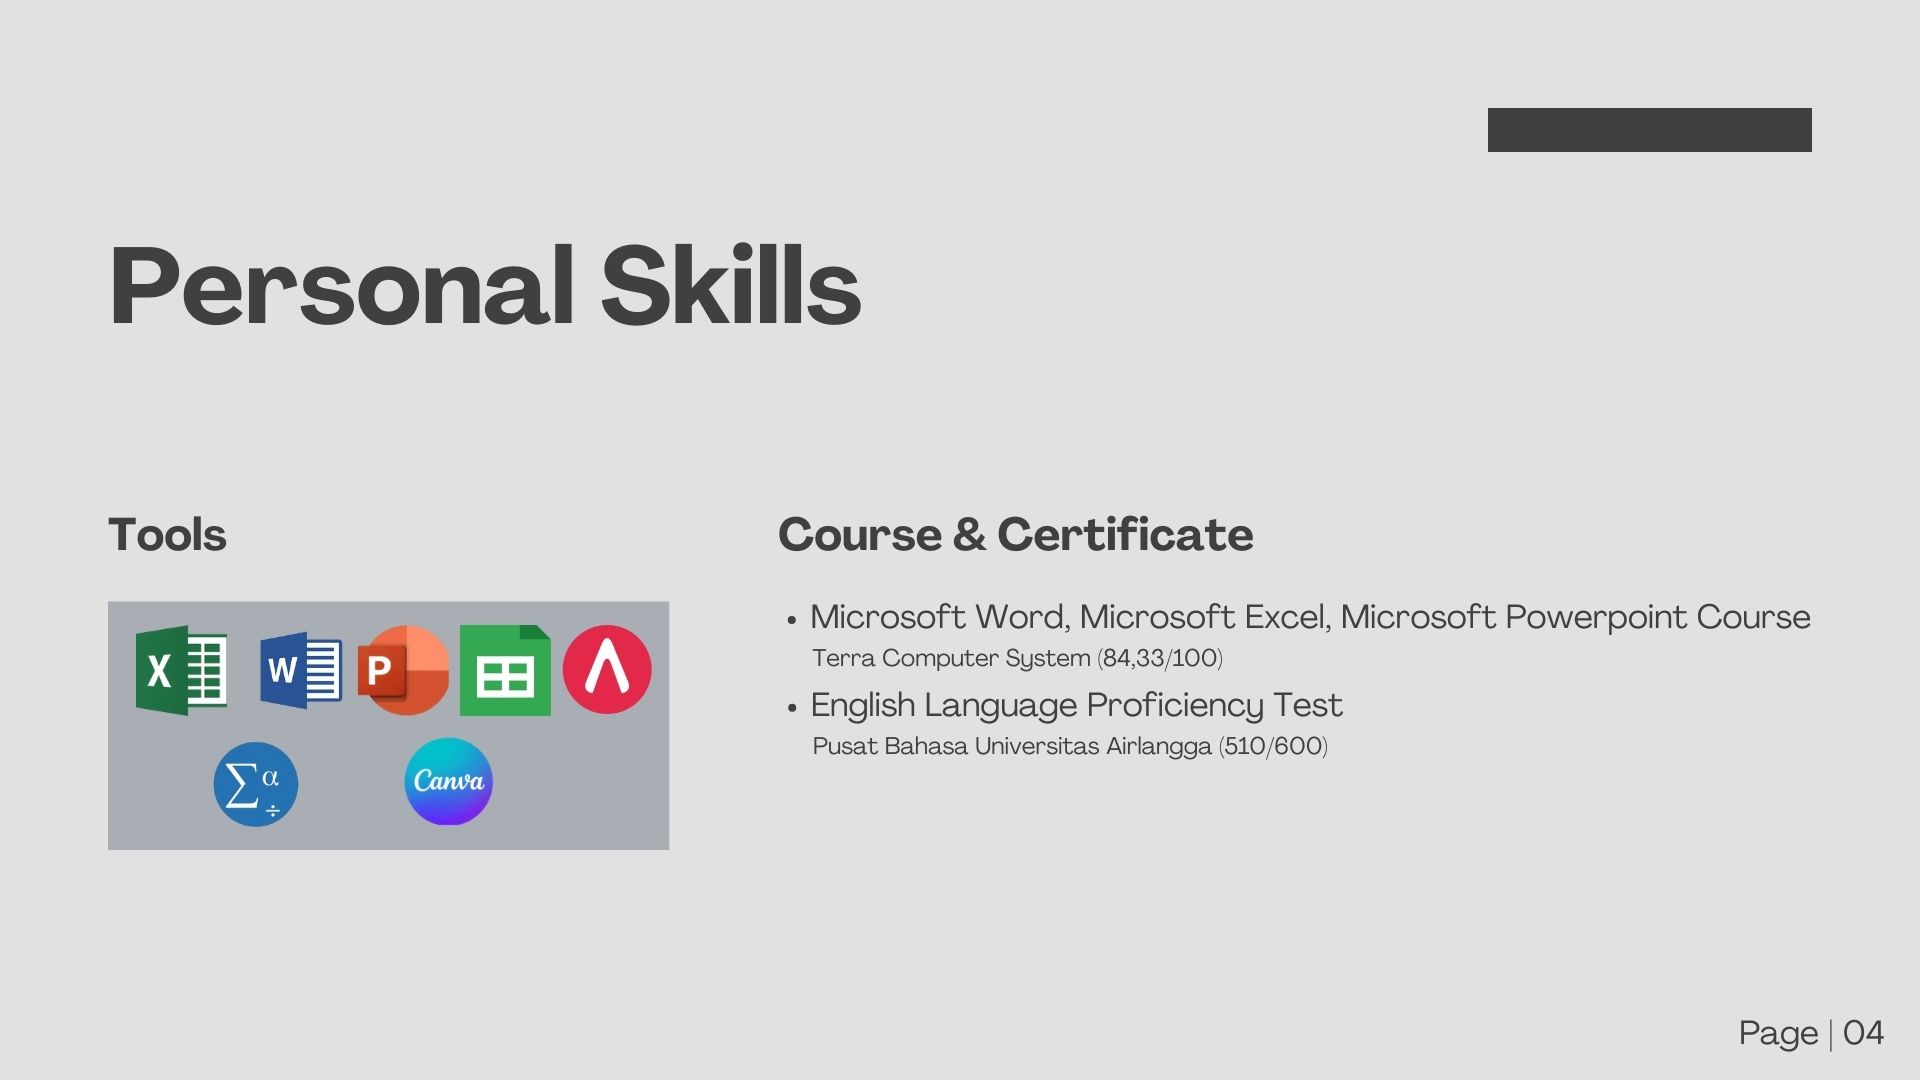 Personal Skills
Tools
X W P
Σ α ÷
Canva
Course & Certificate
• Microsoft Word, Microsoft Excel, Microsoft Powerpoint Course
Terra Computer System (84,33/100)
• English Language Proficiency Test
Pusat Bahasa Universitas Airlangga (510/600)
Page | 04